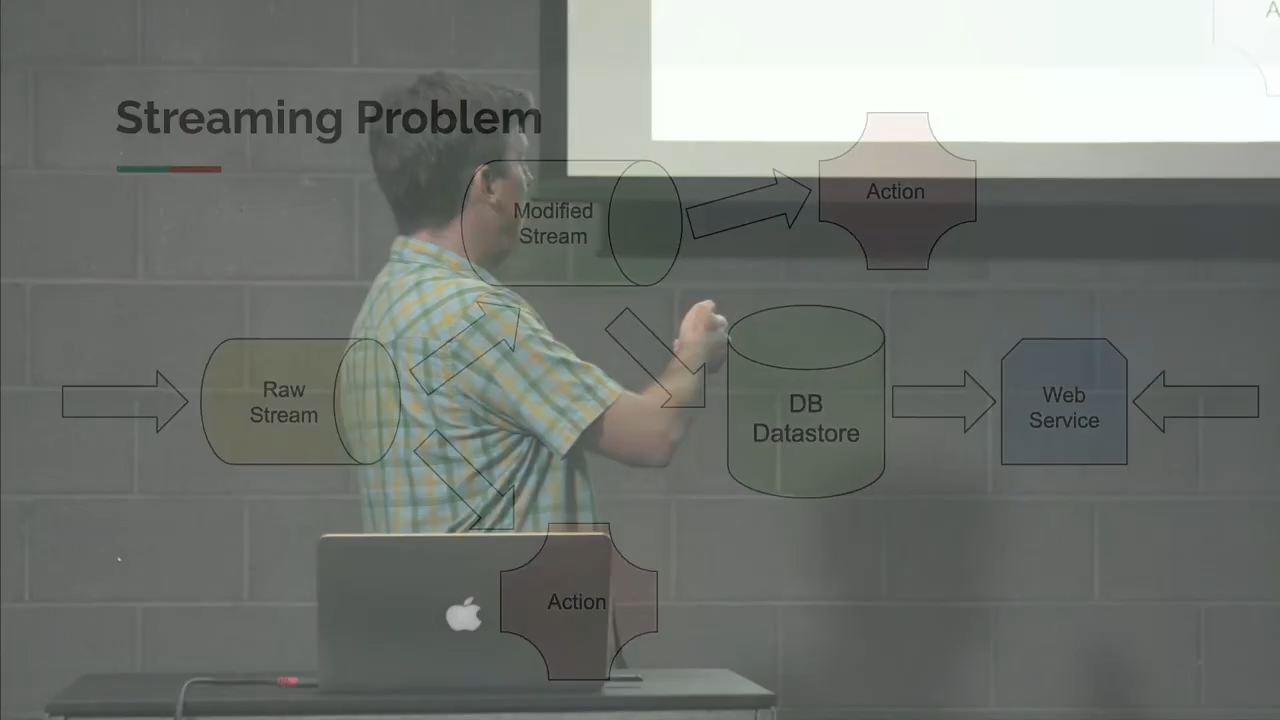 Streaming Problem
Modified
Stream
Action
Raw
Stream
DB
Datastore
Web
Service
Action
A